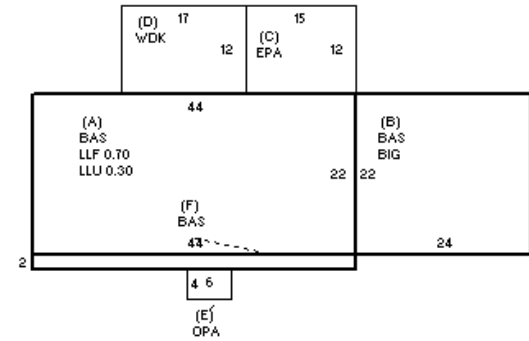 (D) 17
WDK
12
15
(C)
EPA
12
44
(A)
BAS
LLF 0.70
LLU 0.30
22
22
(B)
BAS
BIG
(F)
BAS
24
2
4 6
(E)
OPA